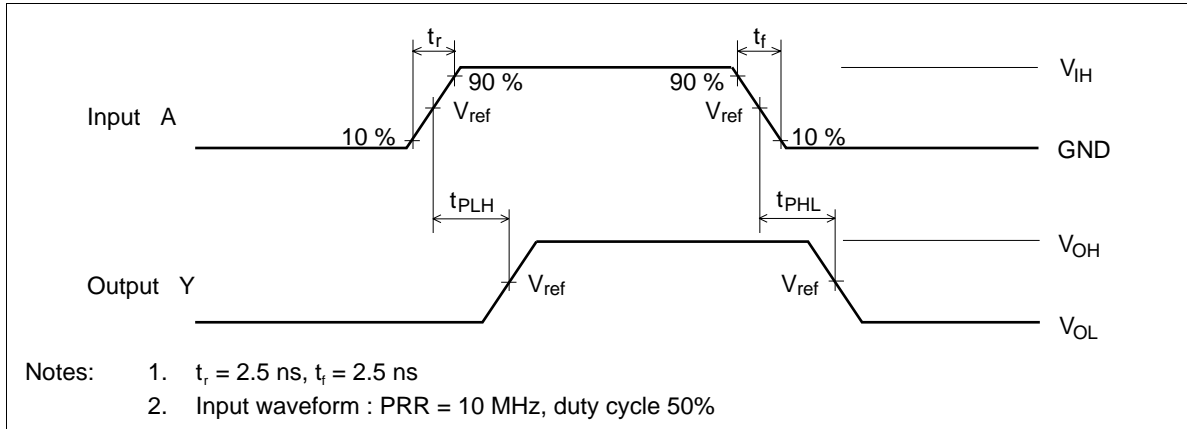 tr
tf
90 %
90 %
VIH
Input A
Vref
Vref
10 %
10 %
GND
tPLH
tPHL
VOH
Output Y
Vref
Vref
VOL
Notes: 1. tr = 2.5 ns, tf = 2.5 ns
2. Input waveform : PRR = 10 MHz, duty cycle 50%